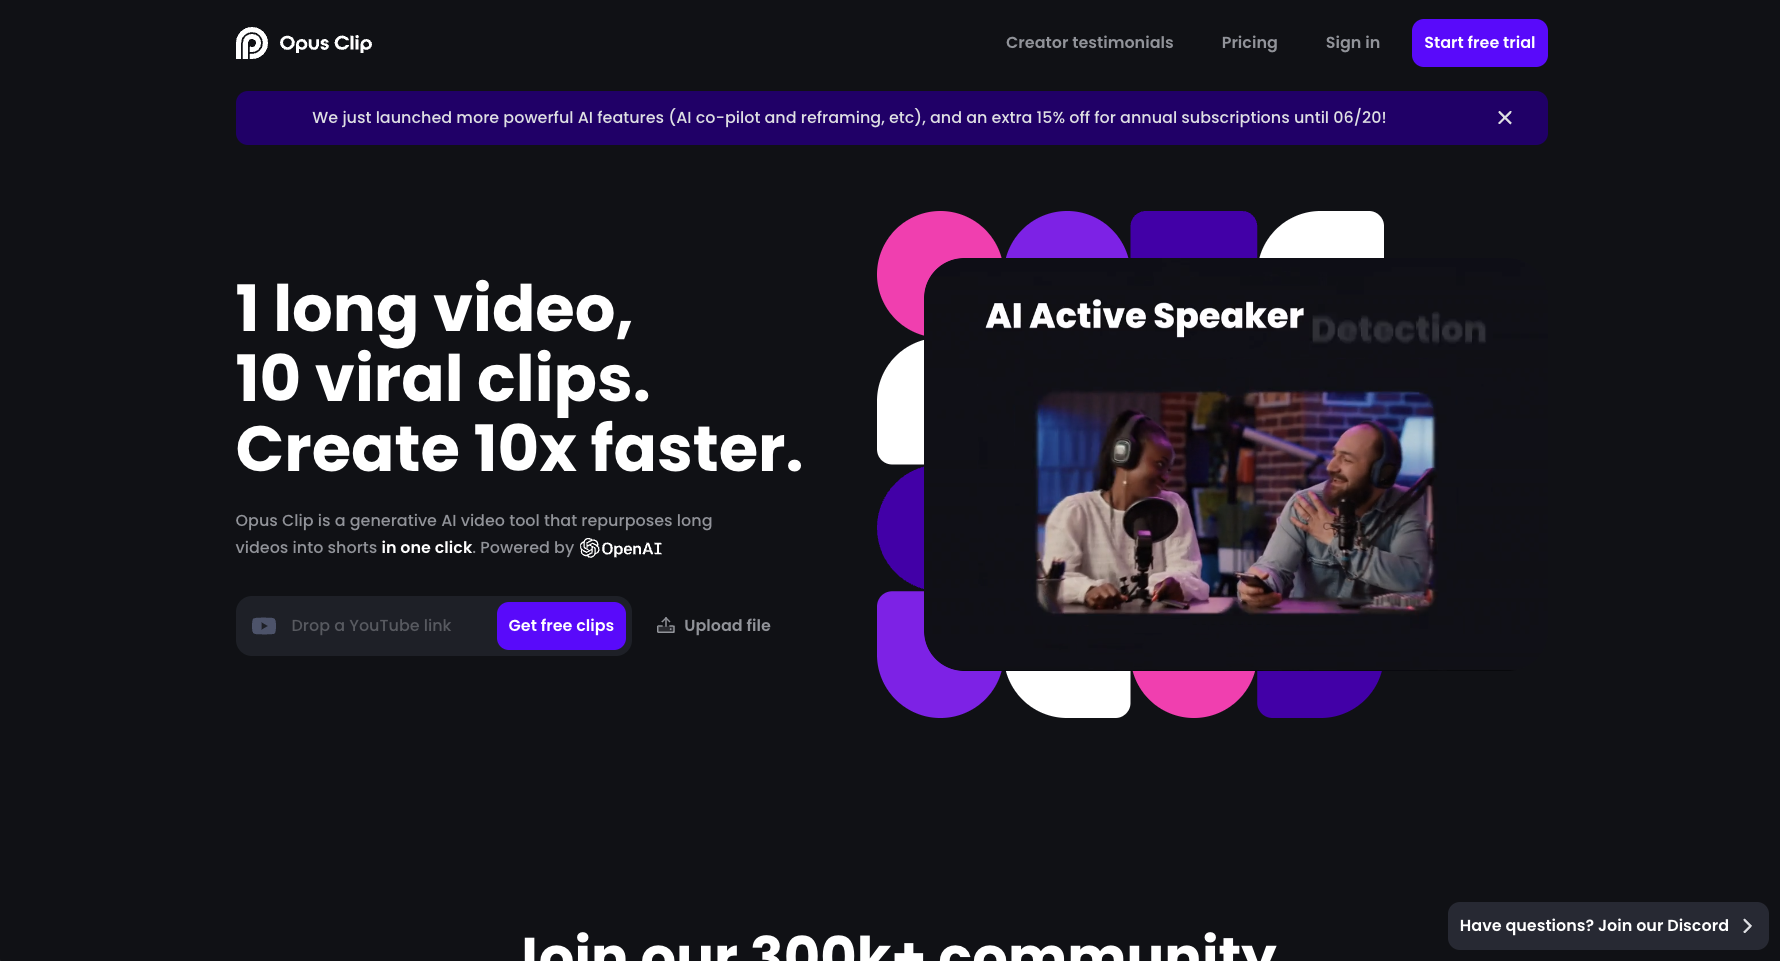 Opus Clip
Creator testimonials
Pricing
Sign in
Start free trial
We just launched more powerful AI features (AI co-pilot and reframing, etc), and an extra 15% off for annual subscriptions until 06/20!
1 long video,
10 viral clips.
Create 10x faster.
Opus Clip is a generative AI video tool that repurposes long
videos into shorts in one click. Powered by OpenAI
Drop a YouTube link
Get free clips
Upload file
AI Active Speaker Detection
Join our 300k+ community
Have questions? Join our Discord